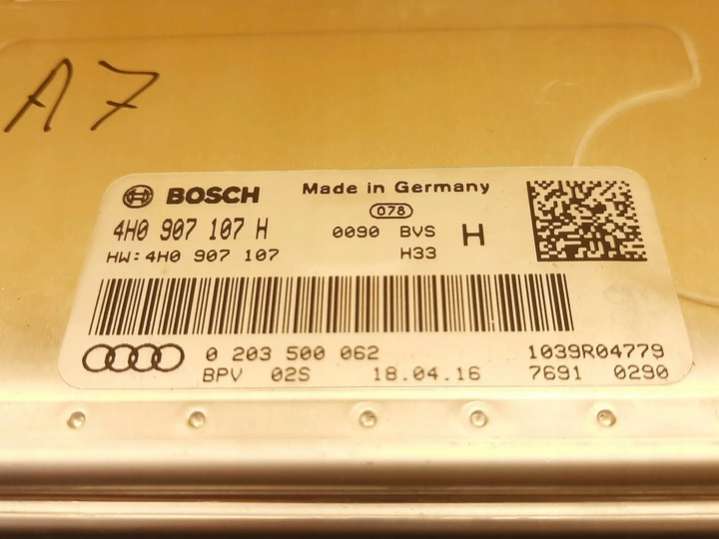 A7
BOSCH Made in Germany
078
4H0 907 107 H 0090 BVS H
HW:4H0 907 107 H33
0 203 500 062 1039R04779
BPV 02S 18.04.16 7691 0290